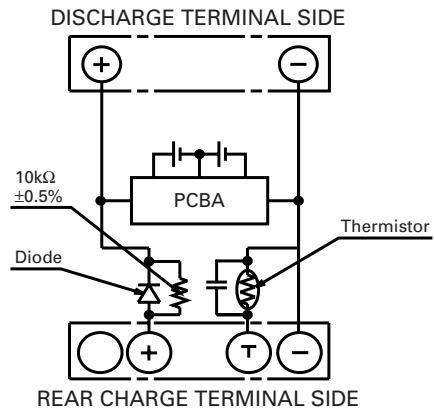 DISCHARGE TERMINAL SIDE
+ −
10kΩ
±0.5%
PCBA
Thermistor
Diode
+ T −
REAR CHARGE TERMINAL SIDE